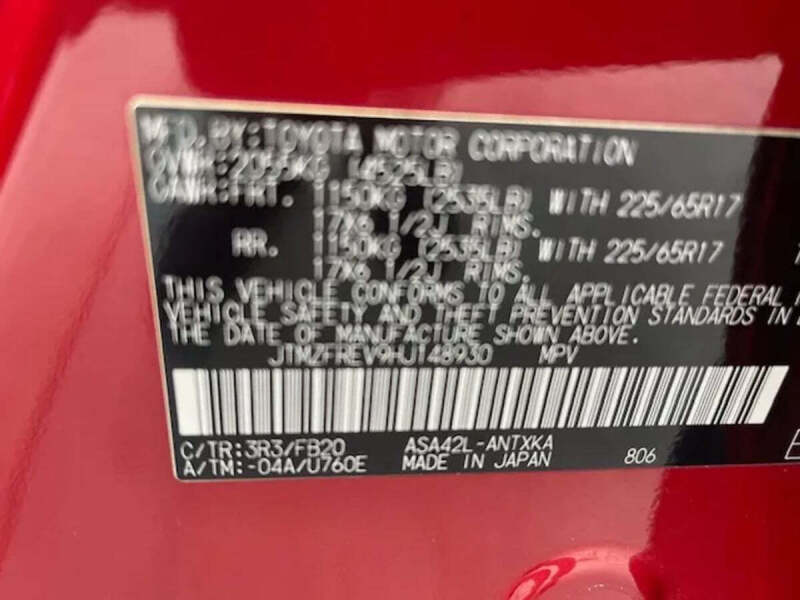 M'F'D. BY: TOYOTA MOTOR CORPORATION
GVWR: 2055KG (4525LB)
GAWR: FRT. 1150KG (2535LB) WITH 225/65R17
17X6 1/2J RIMS.
RR. 1150KG (2535LB) WITH 225/65R17
17X6 1/2J RIMS.
THIS VEHICLE CONFORMS TO ALL APPLICABLE FEDERAL
VEHICLE SAFETY AND THEFT PREVENTION STANDARDS IN
THE DATE OF MANUFACTURE SHOWN ABOVE.
JTMZFREV9HJ148930 MPV
C/TR:3R3/FB20 ASA42L-ANTXKA
A/TM:-04A/U760E MADE IN JAPAN 806